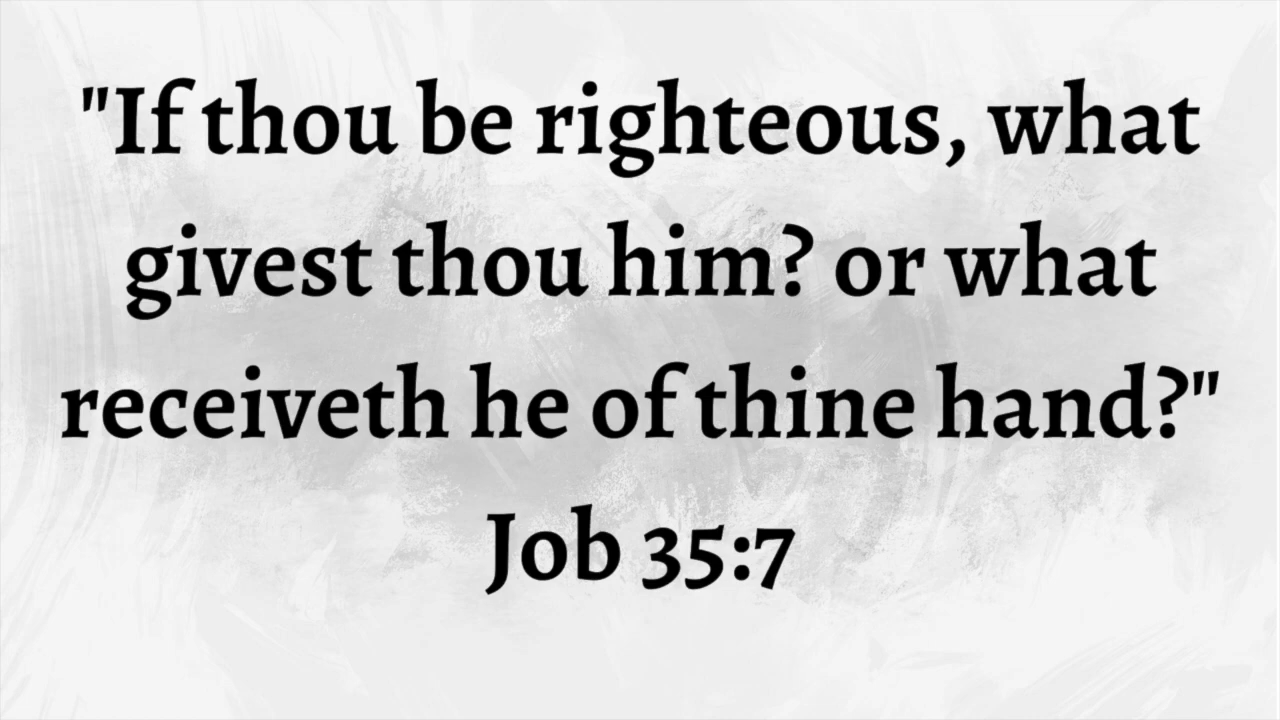 "If thou be righteous, what
givest thou him? or what
receiveth he of thine hand?"
Job 35:7